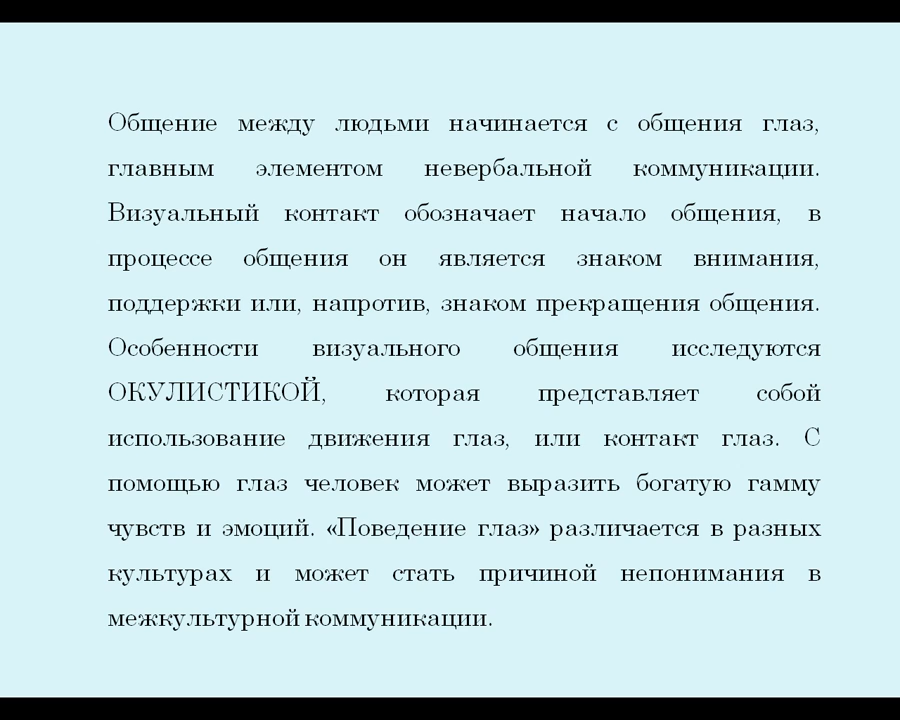 Общение между людьми начинается с общения глаз,
главным элементом невербальной коммуникации.
Визуальный контакт обозначает начало общения, в
процессе общения он является знаком внимания,
поддержки или, напротив, знаком прекращения общения.
Особенности визуального общения исследуются
ОКУЛИСТИКОЙ, которая представляет собой
использование движения глаз, или контакт глаз. С
помощью глаз человек может выразить богатую гамму
чувств и эмоций. «Поведение глаз» различается в разных
культурах и может стать причиной непонимания в
межкультурной коммуникации.